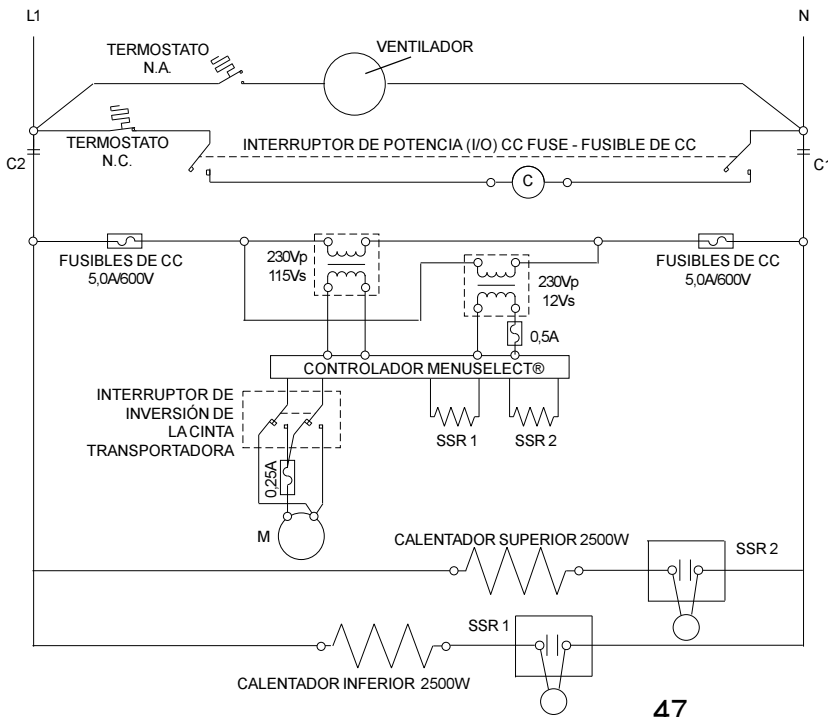 L1
N
TERMOSTATO
N.A.
VENTILADOR
TERMOSTATO
N.C.
INTERRUPTOR DE POTENCIA (I/O) CC FUSE - FUSIBLE DE CC
C2
C1
C
FUSIBLES DE CC
5,0A/600V
230Vp
115Vs
230Vp
12Vs
FUSIBLES DE CC
5,0A/600V
0,5A
CONTROLADOR MENUSELECT®
INTERRUPTOR DE
INVERSIÓN DE
LA CINTA
TRANSPORTADORA
SSR 1
SSR 2
0,25A
M
CALENTADOR SUPERIOR 2500W
SSR 2
SSR 1
CALENTADOR INFERIOR 2500W
47